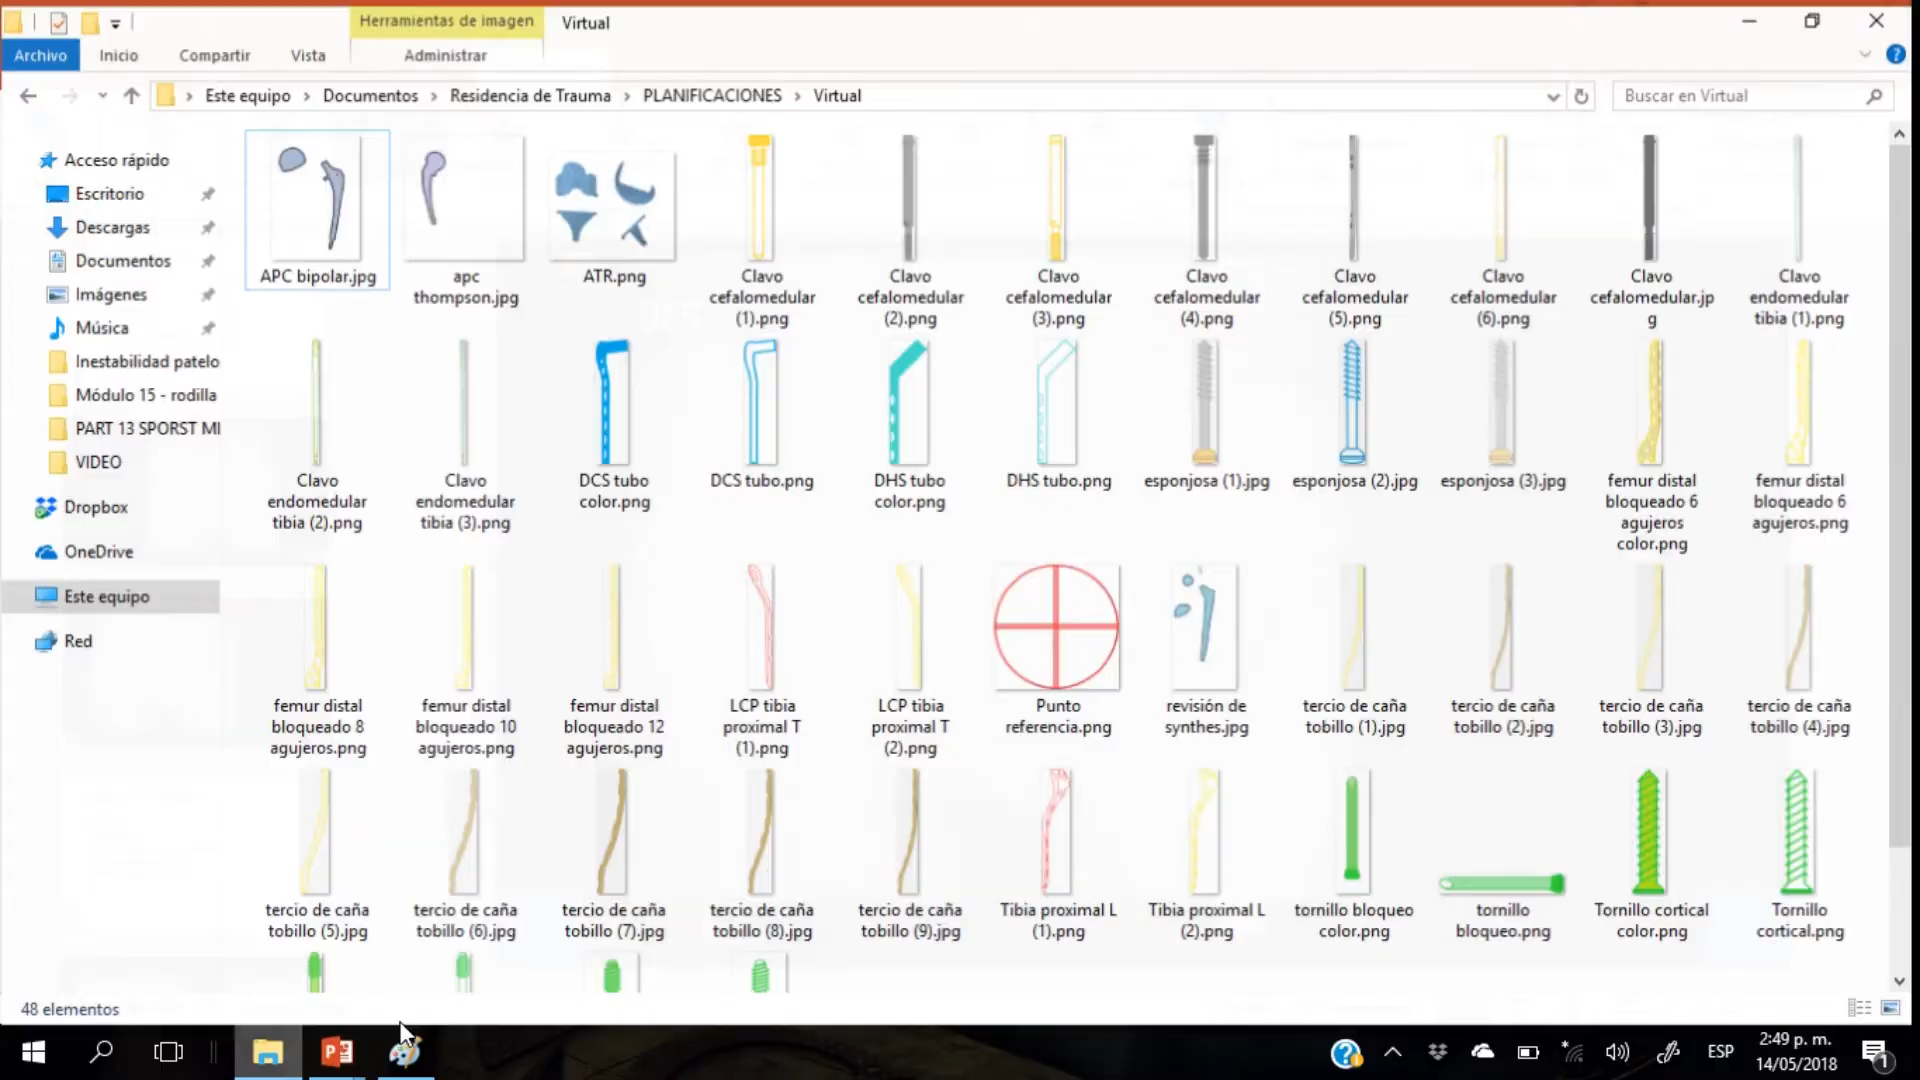 Herramientas de imagen
Virtual
Archivo
Inicio
Compartir
Vista
Administrar
Este equipo
Documentos
Residencia de Trauma
PLANIFICACIONES
Virtual
Buscar en Virtual
Acceso rápido
Escritorio
Descargas
Documentos
Imágenes
Música
Inestabilidad patelo
Módulo 15 - rodilla
PART 13 SPORST MI
VIDEO
Dropbox
OneDrive
Este equipo
Red
APC bipolar.jpg
apc
thompson.jpg
ATR.png
Clavo
cefalomedular
(1).png
Clavo
cefalomedular
(2).png
Clavo
cefalomedular
(3).png
Clavo
cefalomedular
(4).png
Clavo
cefalomedular
(5).png
Clavo
cefalomedular
(6).png
Clavo
cefalomedular.jp
g
Clavo
endomedular
tibia (1).png
Clavo
endomedular
tibia (2).png
Clavo
endomedular
tibia (3).png
DCS tubo
color.png
DCS tubo.png
DHS tubo
color.png
DHS tubo.png
esponjosa (1).jpg
esponjosa (2).jpg
esponjosa (3).jpg
femur distal
bloqueado 6
agujeros
color.png
femur distal
bloqueado 6
agujeros.png
femur distal
bloqueado 8
agujeros.png
femur distal
bloqueado 10
agujeros.png
femur distal
bloqueado 12
agujeros.png
LCP tibia
proximal T
(1).png
LCP tibia
proximal T
(2).png
Punto
referencia.png
revisión de
synthes.jpg
tercio de caña
tobillo (1).jpg
tercio de caña
tobillo (2).jpg
tercio de caña
tobillo (3).jpg
tercio de caña
tobillo (4).jpg
tercio de caña
tobillo (5).jpg
tercio de caña
tobillo (6).jpg
tercio de caña
tobillo (7).jpg
tercio de caña
tobillo (8).jpg
tercio de caña
tobillo (9).jpg
Tibia proximal L
(1).png
Tibia proximal L
(2).png
tornillo bloqueo
color.png
tornillo
bloqueo.png
Tornillo cortical
color.png
Tornillo
cortical.png
48 elementos
ESP
2:49 p. m.
14/05/2018
1